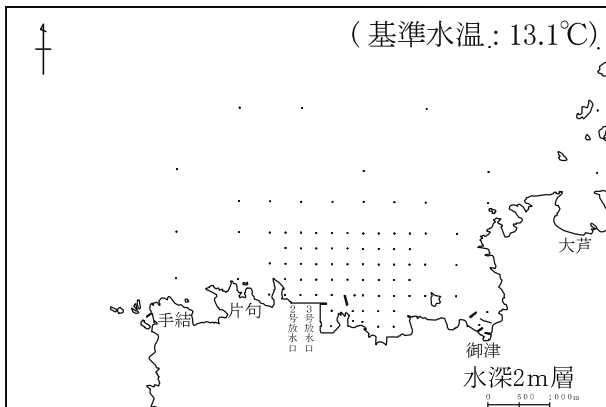 (基準水温：13.1℃)
大芦
片句
手結
2号放水口
3号放水口
御津
水深2m層
0 500 1000m